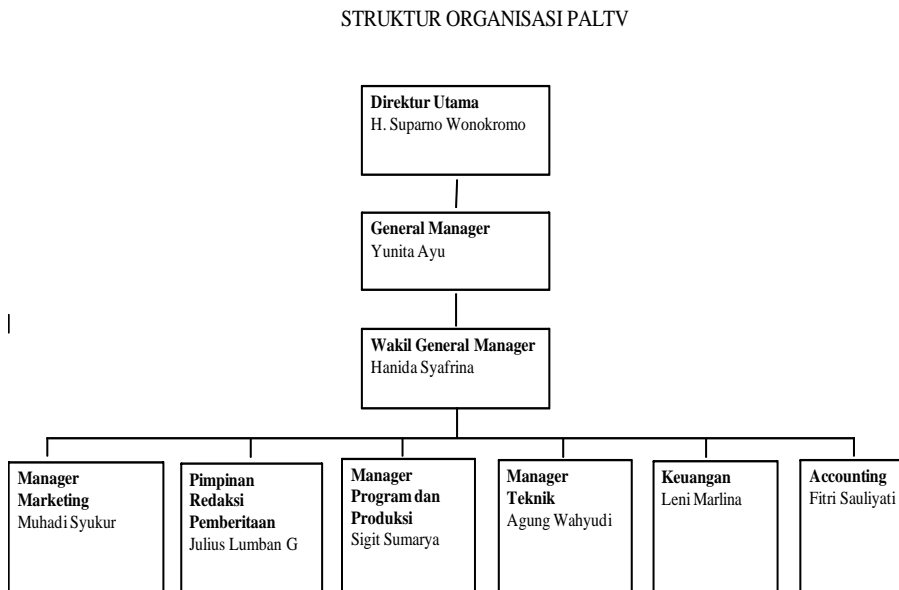 STRUKTUR ORGANISASI PALTV
Direktur Utama
H. Suparno Wonokromo
General Manager
Yunita Ayu
Wakil General Manager
Hanida Syafrina
Manager
Marketing
Muhadi Syukur
Pimpinan
Redaksi
Pemberitaan
Julius Lumban G
Manager
Program dan
Produksi
Sigit Sumarya
Manager
Teknik
Agung Wahyudi
Keuangan
Leni Marlina
Accounting
Fitri Sauliyati